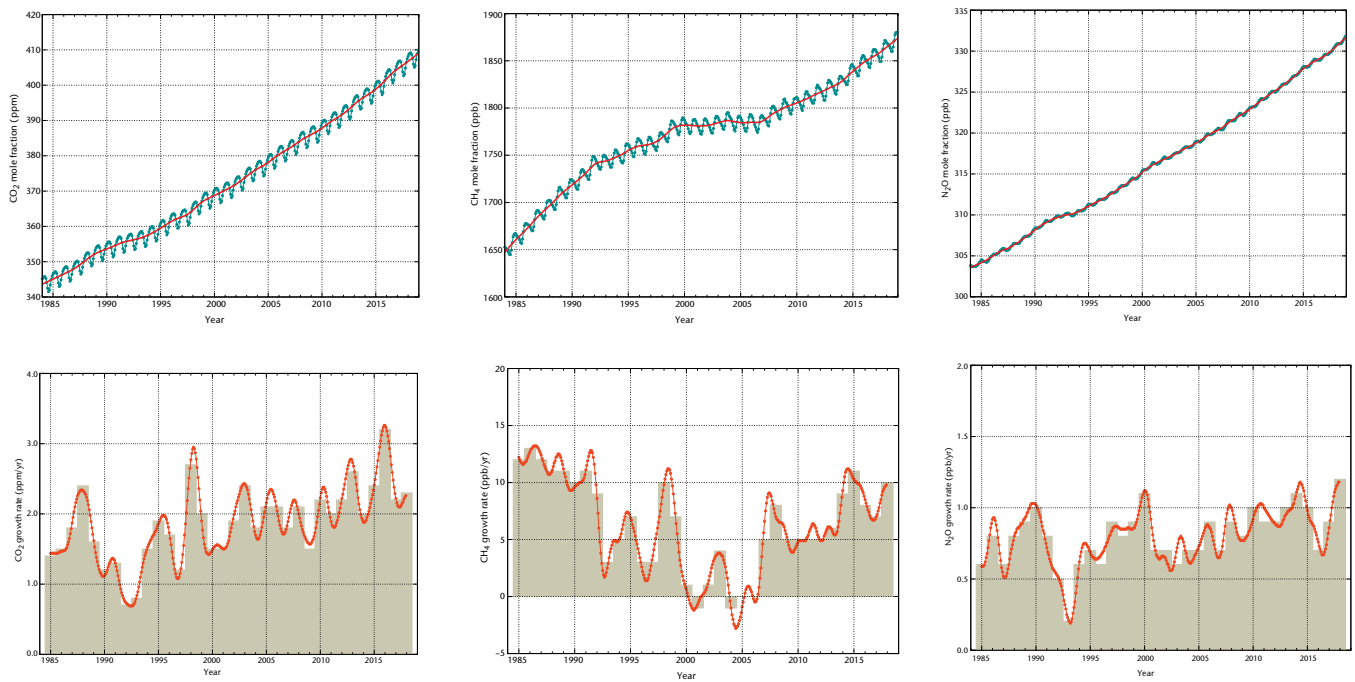 CO2 mole fraction (ppm)
420
410
400
390
380
370
360
350
340
1985 1990 1995 2000 2005 2010 2015
Year
CH4 mole fraction (ppb)
1900
1850
1800
1750
1700
1650
1600
1985 1990 1995 2000 2005 2010 2015
Year
N2O mole fraction (ppb)
335
330
325
320
315
310
305
300
1985 1990 1995 2000 2005 2010 2015
Year
CO2 growth rate (ppm/yr)
4.0
3.0
2.0
1.0
0.0
1985 1990 1995 2000 2005 2010 2015
Year
CH4 growth rate (ppb/yr)
20
15
10
5
0
−5
1985 1990 1995 2000 2005 2010 2015
Year
N2O growth rate (ppb/yr)
2.0
1.5
1.0
0.5
0.0
1985 1990 1995 2000 2005 2010 2015
Year